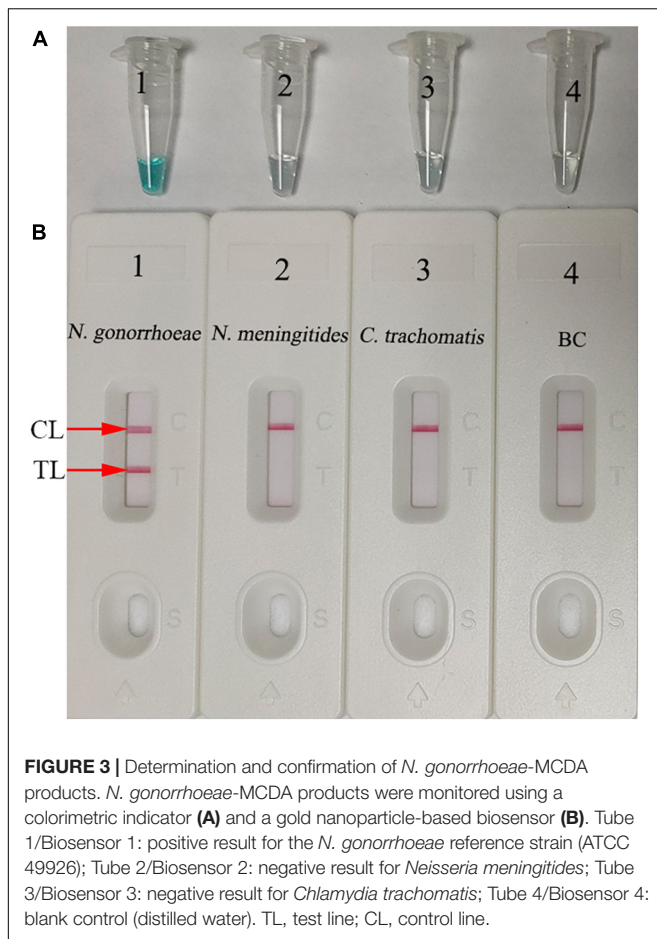 A
1 2 3 4
B
1 2 3 4
N. gonorrhoeae N. meningitides C. trachomatis BC
CL C C C C
TL T T T T
S S S S
FIGURE 3 | Determination and confirmation of N. gonorrhoeae-MCDA
products. N. gonorrhoeae-MCDA products were monitored using a
colorimetric indicator (A) and a gold nanoparticle-based biosensor (B). Tube
1/Biosensor 1: positive result for the N. gonorrhoeae reference strain (ATCC
49926); Tube 2/Biosensor 2: negative result for Neisseria meningitides; Tube
3/Biosensor 3: negative result for Chlamydia trachomatis; Tube 4/Biosensor 4:
blank control (distilled water). TL, test line; CL, control line.